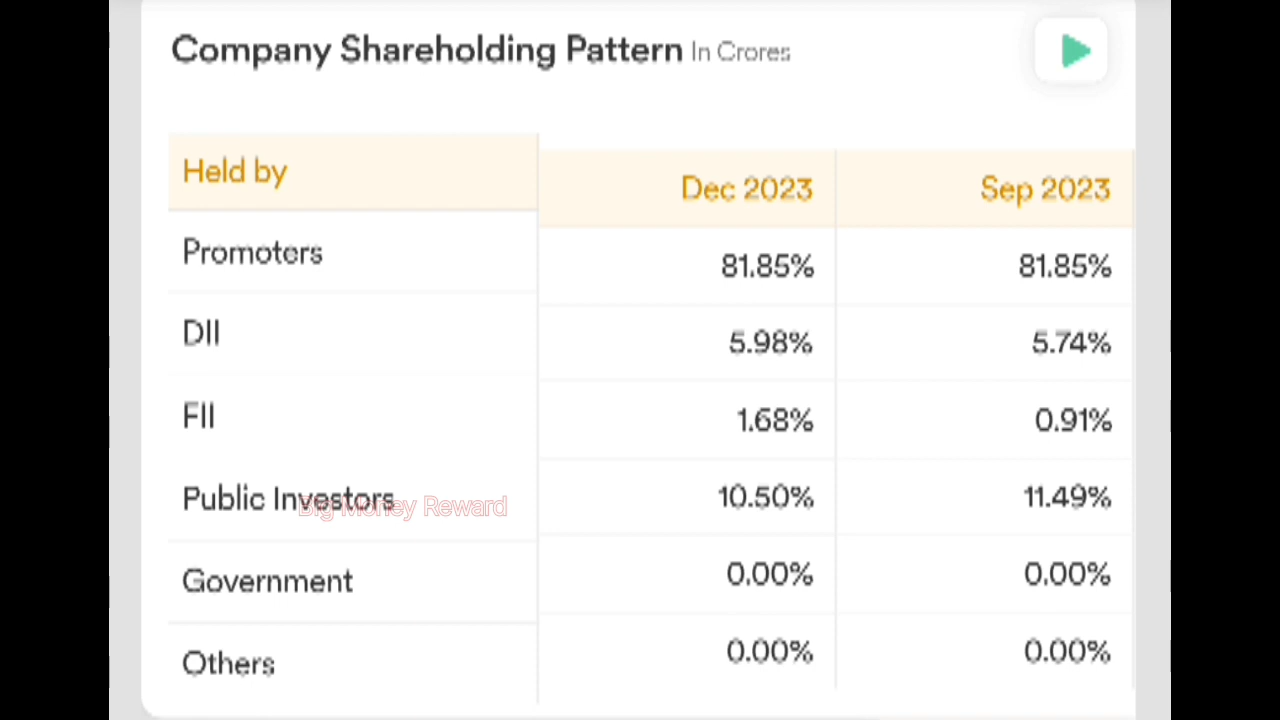 Company Shareholding Pattern In Crores
Held by Dec 2023 Sep 2023
Promoters 81.85% 81.85%
DII 5.98% 5.74%
FII 1.68% 0.91%
Public Investors 10.50% 11.49%
Big Money Reward
Government 0.00% 0.00%
Others 0.00% 0.00%